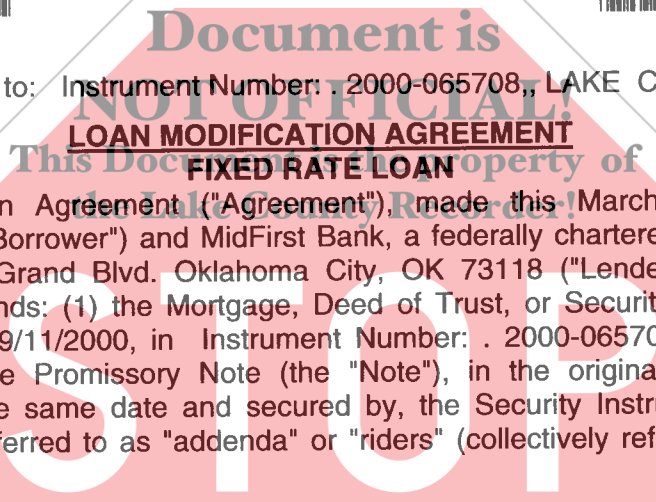 Document is
to: Instrument Number: . 2000-065708,, LAKE C
NOT OFFICIAL!
LOAN MODIFICATION AGREEMENT
This Document is the property of
FIXED RATE LOAN
n Agreement ("Agreement"), made this March
the Lake County Recorder!
Borrower") and MidFirst Bank, a federally chartere
Grand Blvd. Oklahoma City, OK 73118 ("Lende
nds: (1) the Mortgage, Deed of Trust, or Securit
9/11/2000, in Instrument Number: . 2000-06570
e Promissory Note (the "Note"), in the origina
e same date and secured by, the Security Instru
ferred to as "addenda" or "riders" (collectively ref
STOP